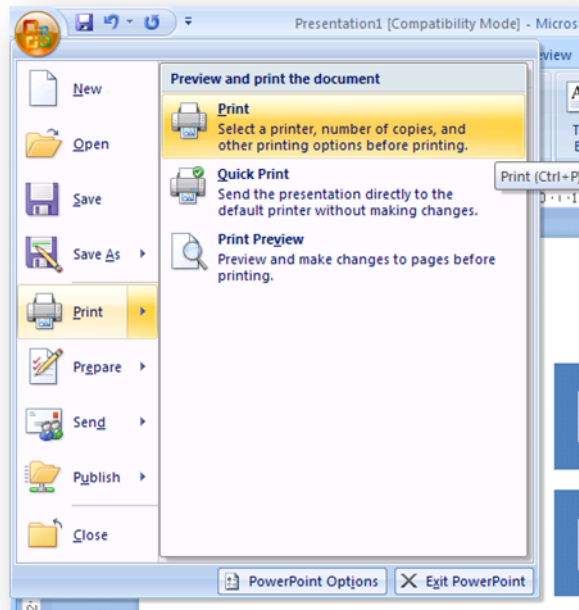 Presentation1 [Compatibility Mode] - Micros
view
New
Open
Save
Save As
Print
Prepare
Send
Publish
Close
Preview and print the document
Print
Select a printer, number of copies, and
other printing options before printing.
Quick Print
Send the presentation directly to the
default printer without making changes.
Print Preview
Preview and make changes to pages before
printing.
Print (Ctrl+P)
PowerPoint Options
Exit PowerPoint